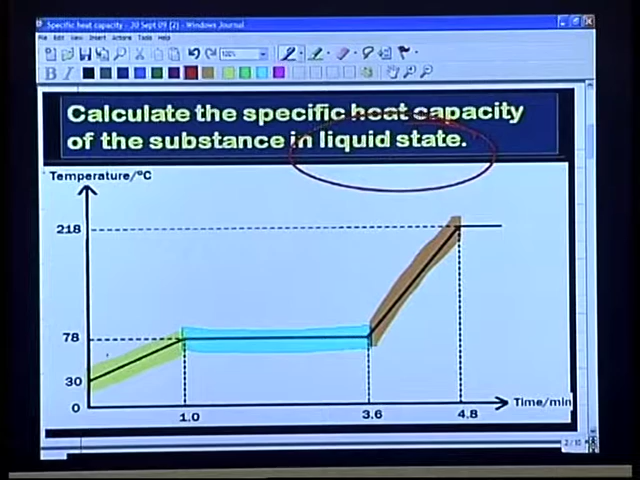 Specific heat capacity - 30 Sept 09 (2) - Windows Journal
File Edit View Insert Actions Tools Help
100%
B I
Calculate the specific heat capacity
of the substance in liquid state.
Temperature/°C
218
78
30
0
1.0
3.6
4.8
Time/min